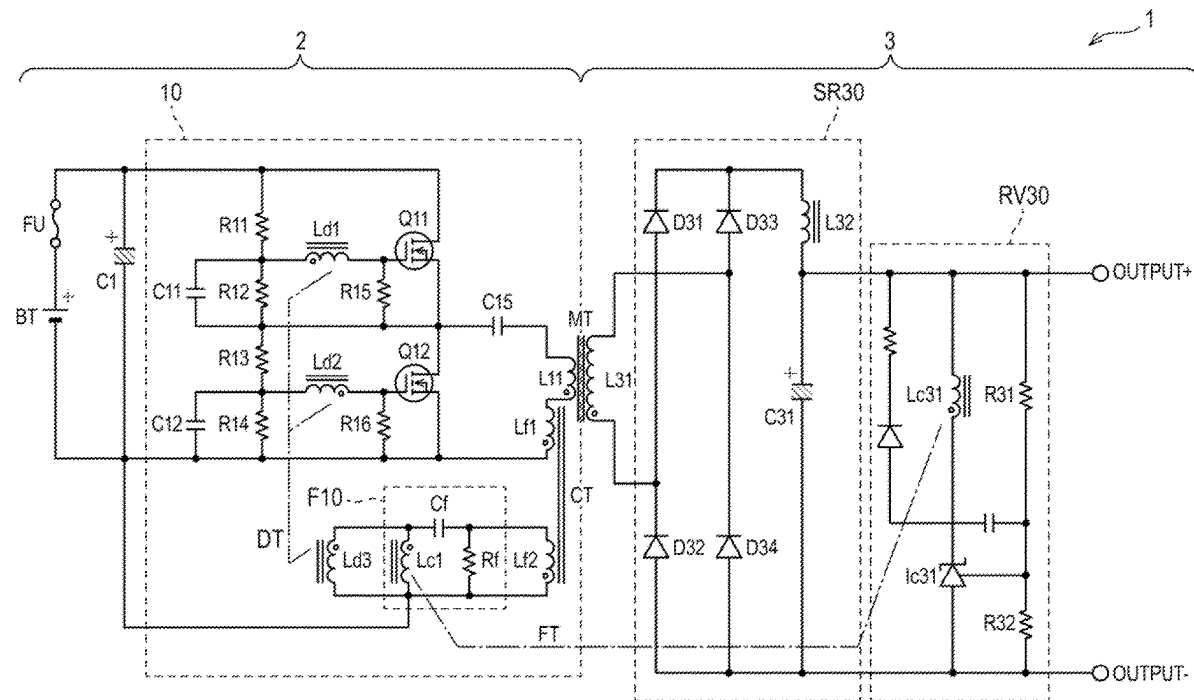 1
2
3
10
SR30
RV30
FU
BT
+
C1
+
R11
R12
R13
R14
C11
C12
Ld1
Ld2
Q11
Q12
R15
R16
C15
MT
L11
L31
Lf1
CT
F10
Cf
DT
Ld3
Lc1
Rf
Lf2
FT
D31
D33
L32
D32
D34
+
C31
Lc31
R31
Ic31
R32
OUTPUT+
OUTPUT-